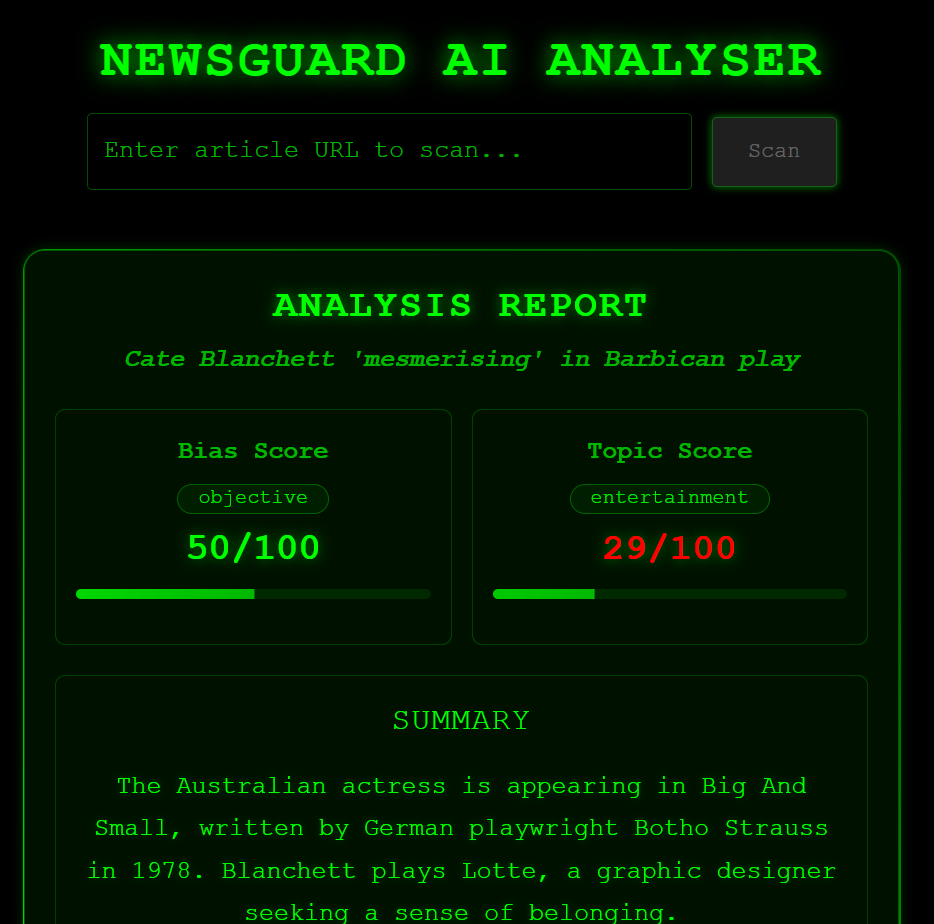 NEWSGUARD AI ANALYSER
Enter article URL to scan...
Scan
ANALYSIS REPORT
Cate Blanchett 'mesmerising' in Barbican play
Bias Score
objective
50/100
Topic Score
entertainment
29/100
SUMMARY
The Australian actress is appearing in Big And
Small, written by German playwright Botho Strauss
in 1978. Blanchett plays Lotte, a graphic designer
seeking a sense of belonging.